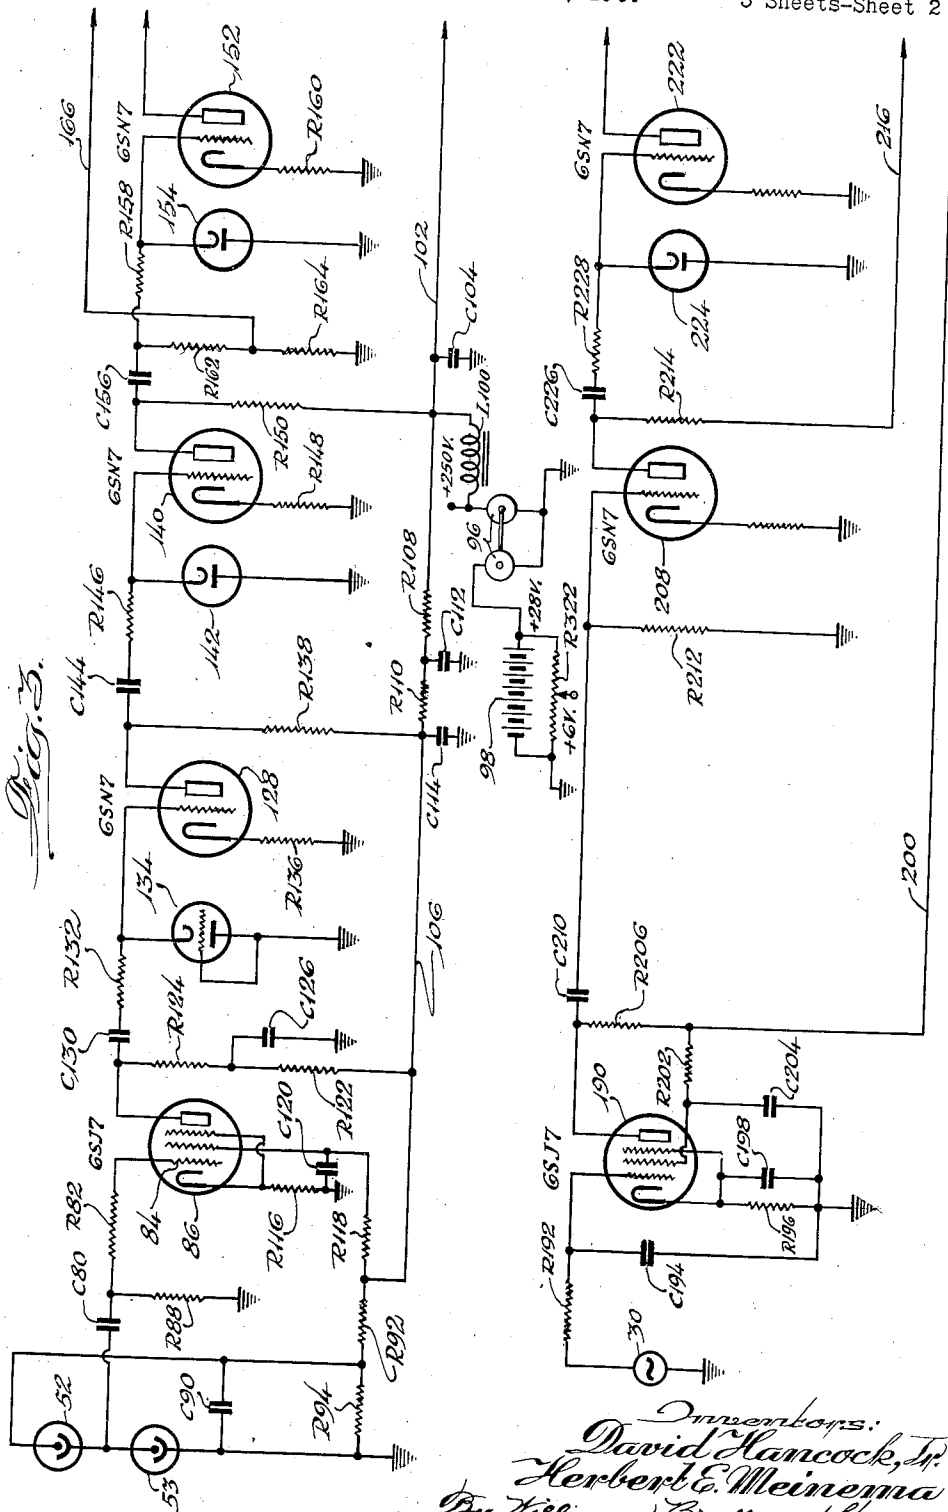 3 Sheets-Sheet 2
Fig. 3.
166
152
6SN7
R158
154
R160
R164
R162
C156
102
C104
R150
L100
+250V.
6SN7
140
R148
R146
142
C144
R108
C112
R110
96
+28V.
R322
+6V.
98
R138
C114
6SN7
128
R136
134
R132
R124
C130
C126
106
6SJ7
R122
C120
R82
84
86
R116
R118
C80
R88
R92
C90
R94
52
53
222
6SN7
216
R228
224
C226
R214
6SN7
208
R212
200
C210
R206
190
R202
C204
6SJ7
C198
R196
R192
C194
30
Inventors:
David Hancock, Jr.
Herbert E. Meinema
By